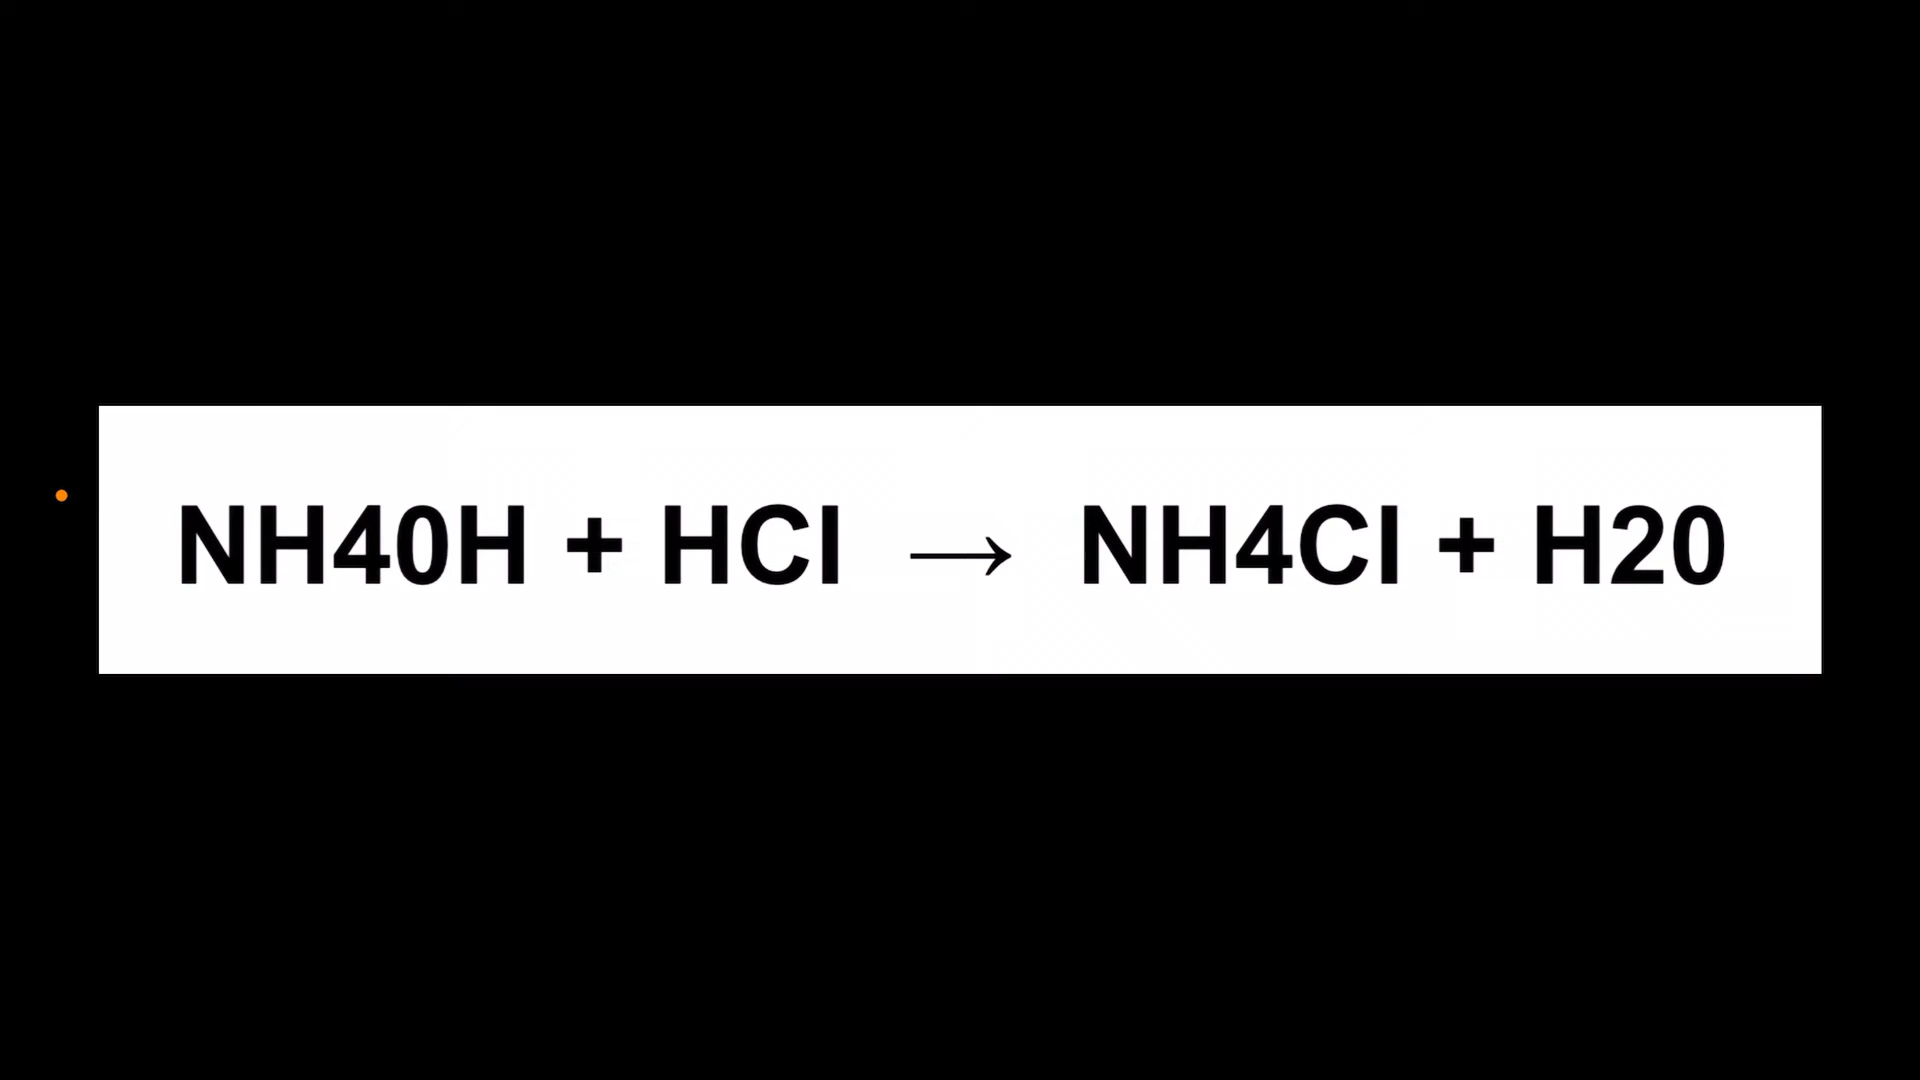 NH40H + HCl → NH4Cl + H20